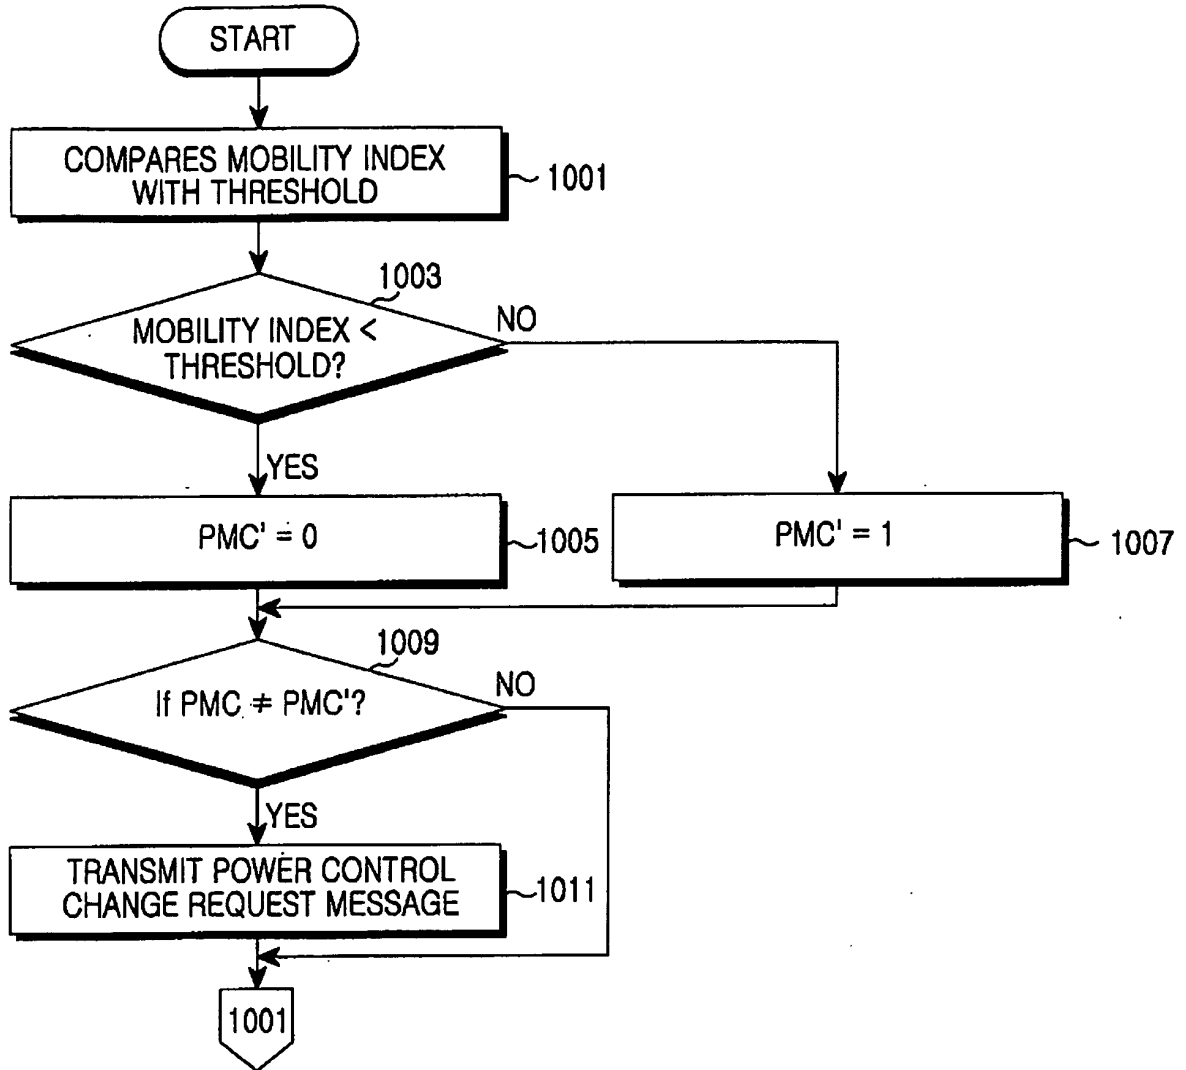 START
COMPARES MOBILITY INDEX
WITH THRESHOLD
1001
1003
MOBILITY INDEX <
THRESHOLD?
NO
YES
PMC' = 0
1005
PMC' = 1
1007
1009
If PMC ≠ PMC'?
NO
YES
TRANSMIT POWER CONTROL
CHANGE REQUEST MESSAGE
1011
1001